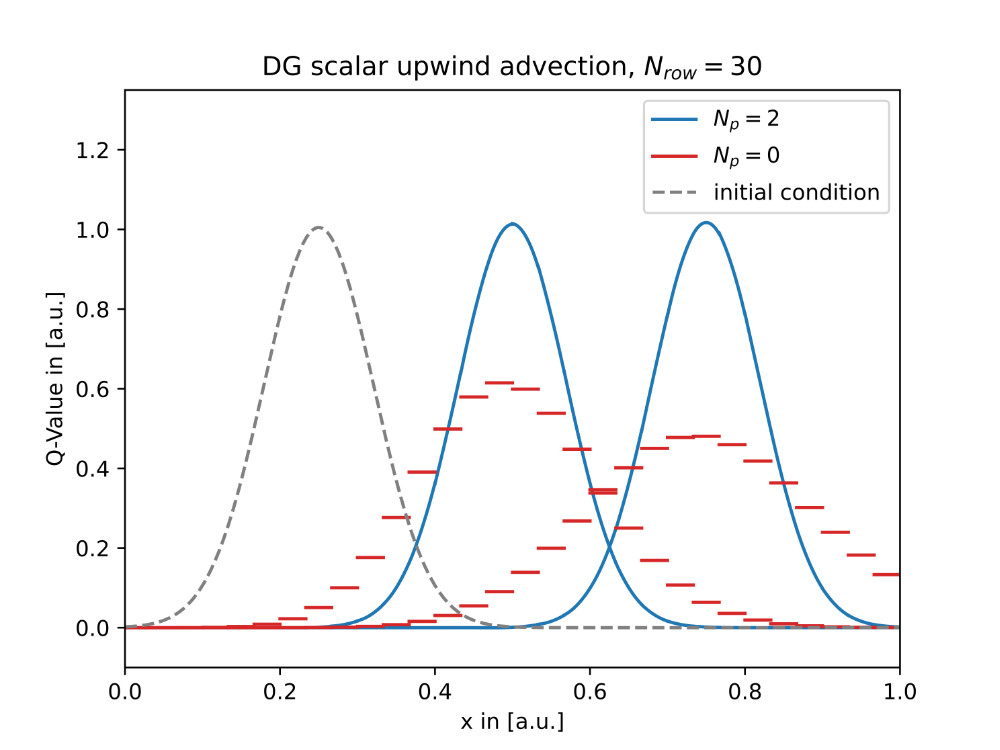 DG scalar upwind advection, N_row = 30
N_p = 2
N_p = 0
initial condition
Q-Value in [a.u.]
1.2
1.0
0.8
0.6
0.4
0.2
0.0
0.0 0.2 0.4 0.6 0.8 1.0
x in [a.u.]